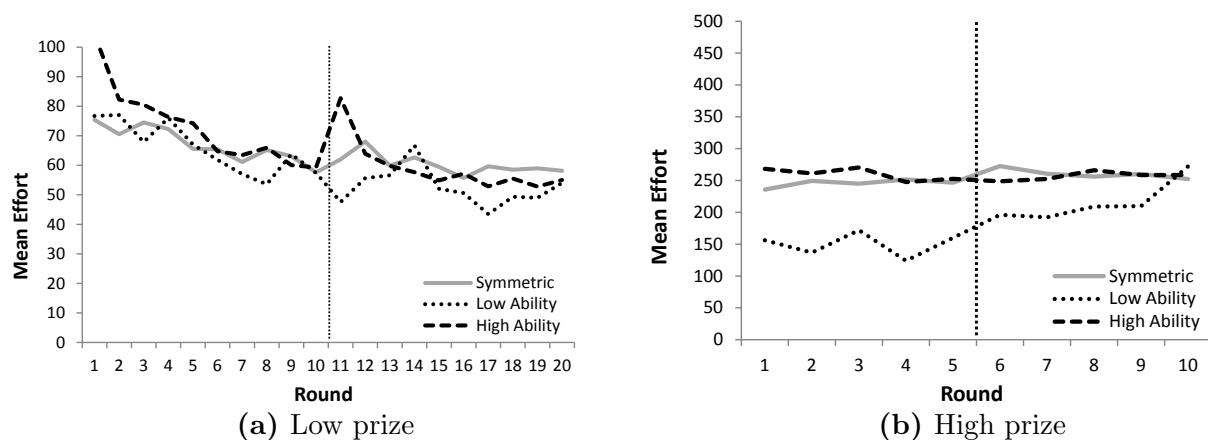 100
90
80
70
60
50
40
30
20
10
0
Mean Effort
Symmetric
Low Ability
High Ability
1 2 3 4 5 6 7 8 9 10 11 12 13 14 15 16 17 18 19 20
Round
(a) Low prize
500
450
400
350
300
250
200
150
100
50
0
Mean Effort
Symmetric
Low Ability
High Ability
1 2 3 4 5 6 7 8 9 10
Round
(b) High prize